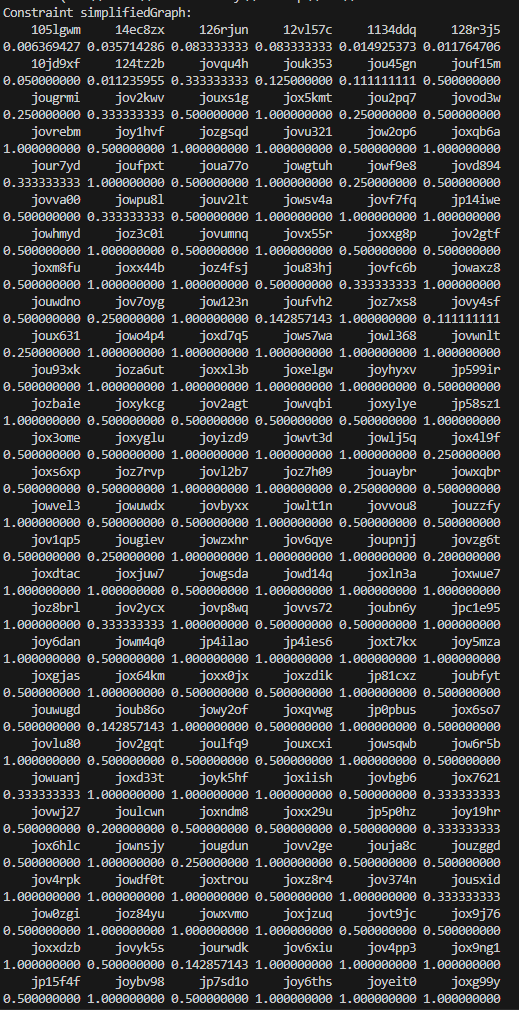 Constraint simplifiedGraph:
105lgwm 14ec8zx 126rjun 12vl57c 1134ddq 128r3j5
0.006369427 0.035714286 0.083333333 0.083333333 0.014925373 0.011764706
10jd9xf 124tz2b jovqu4h jouk353 jou45gn jouf15m
0.050000000 0.011235955 0.333333333 0.125000000 0.111111111 0.500000000
jougrmi jov2kwv jouxs1g jox5kmt jou2pq7 jovod3w
0.250000000 0.333333333 0.500000000 1.000000000 0.250000000 0.500000000
jovrebm joy1hvf jozgsqd jovu321 jow2op6 joxqb6a
1.000000000 0.500000000 1.000000000 0.500000000 1.000000000 1.000000000
jour7yd joufpxt joua77o jowgtuh jowf9e8 jovd894
0.333333333 1.000000000 0.500000000 1.000000000 0.250000000 0.500000000
jovva00 jowpu8l jouv2lt jowsv4a jovf7fq jp14iwe
0.500000000 0.333333333 0.500000000 1.000000000 1.000000000 1.000000000
jowhmyd joz3c0i jovumnq jovx55r joxxg8p jov2gtf
0.500000000 1.000000000 0.500000000 1.000000000 0.500000000 0.500000000
joxm8fu joxx44b joz4fsj jou83hj jovfc6b jowaxz8
0.500000000 1.000000000 1.000000000 0.500000000 0.333333333 1.000000000
jouwdno jov7oyg jow123n joufvh2 joz7xs8 jovy4sf
0.500000000 0.250000000 1.000000000 0.142857143 1.000000000 0.111111111
joux631 jowo4p4 joxd7q5 jows7wa jowl368 jovwnlt
0.250000000 1.000000000 1.000000000 1.000000000 1.000000000 1.000000000
jou93xk joza6ut joxxl3b joxelgw joyhyxv jp599ir
0.500000000 1.000000000 1.000000000 0.500000000 1.000000000 1.000000000
jozbaie joxykcg jov2agt jowvqbi joxylye jp58sz1
1.000000000 0.500000000 0.500000000 0.500000000 0.500000000 1.000000000
jox3ome joxyglu joyizd9 jowvt3d jowlj5q jox4l9f
0.500000000 0.500000000 1.000000000 1.000000000 1.000000000 0.250000000
joxs6xp joz7rvp jovl2b7 joz7h09 jouaybr jowxqbr
0.500000000 0.500000000 1.000000000 1.000000000 0.250000000 0.500000000
jowvel3 jowuwdx jovbyxx jowlt1n jovvou8 jouzzfy
1.000000000 0.500000000 0.500000000 0.500000000 0.500000000 0.500000000
jov1qp5 jougiev jowzxhr jov6qye joupnjj jovzg6t
0.500000000 0.250000000 1.000000000 1.000000000 1.000000000 0.200000000
joxdtac joxjuw7 jowgsda jowd14q joxln3a joxwue7
1.000000000 1.000000000 1.000000000 0.500000000 1.000000000 1.000000000
joz8brl jov2ycx jovp8wq jovvs72 joubn6y jpc1e95
1.000000000 0.333333333 0.500000000 1.000000000 1.000000000 1.000000000
joy6dan jowm4q0 jp4ilao jp4ies6 joxt7kx joy5mza
1.000000000 0.500000000 1.000000000 1.000000000 1.000000000 1.000000000
joxgjas jox64km joxx0jx joxzdik jp81cxz joubfyt
0.500000000 1.000000000 1.000000000 0.500000000 1.000000000 0.500000000
jouwugd joub86o jowy2of joxqvwg jp0pbus jox6so7
0.500000000 0.142857143 1.000000000 0.500000000 1.000000000 0.500000000
jovlu80 jov2gqt joulfq9 jouxcxi jowsqwb jow6r5b
1.000000000 0.500000000 0.500000000 0.500000000 0.500000000 0.500000000
jowuanj joxd33t joyk5hf joxiish jovbgb6 jox7621
0.333333333 1.000000000 1.000000000 1.000000000 0.500000000 0.333333333
jovwj27 joulcwn joxndm8 joxx29u jp5p0hz joy19hr
0.500000000 0.200000000 0.500000000 0.500000000 0.500000000 0.333333333
jox6hlc jownsjy jougdun jovv2ge jouja8c jouzggd
0.500000000 1.000000000 0.250000000 1.000000000 0.500000000 0.500000000
jov4rpk jowdf0t joxtrou joxz8r4 jov374n jousxid
1.000000000 1.000000000 1.000000000 0.500000000 1.000000000 0.333333333
jow0zgi joz84yu jowxvmo joxjzuq jovt9jc jox9j76
0.500000000 1.000000000 1.000000000 1.000000000 0.500000000 0.500000000
joxxdzb jovyk5s jourwdk jov6xiu jov4pp3 jox9ng1
1.000000000 0.500000000 0.142857143 1.000000000 1.000000000 1.000000000
jp15f4f joybv98 jp7sd1o joy6ths joyeit0 joxg99y
0.500000000 1.000000000 0.500000000 1.000000000 1.000000000 1.000000000